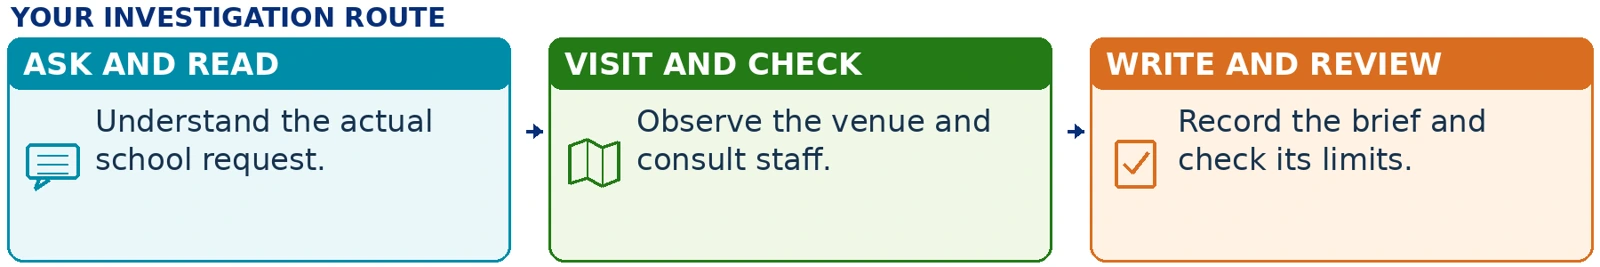 YOUR INVESTIGATION ROUTE
ASK AND READ
Understand the actual
school request.
VISIT AND CHECK
Observe the venue and
consult staff.
WRITE AND REVIEW
Record the brief and
check its limits.